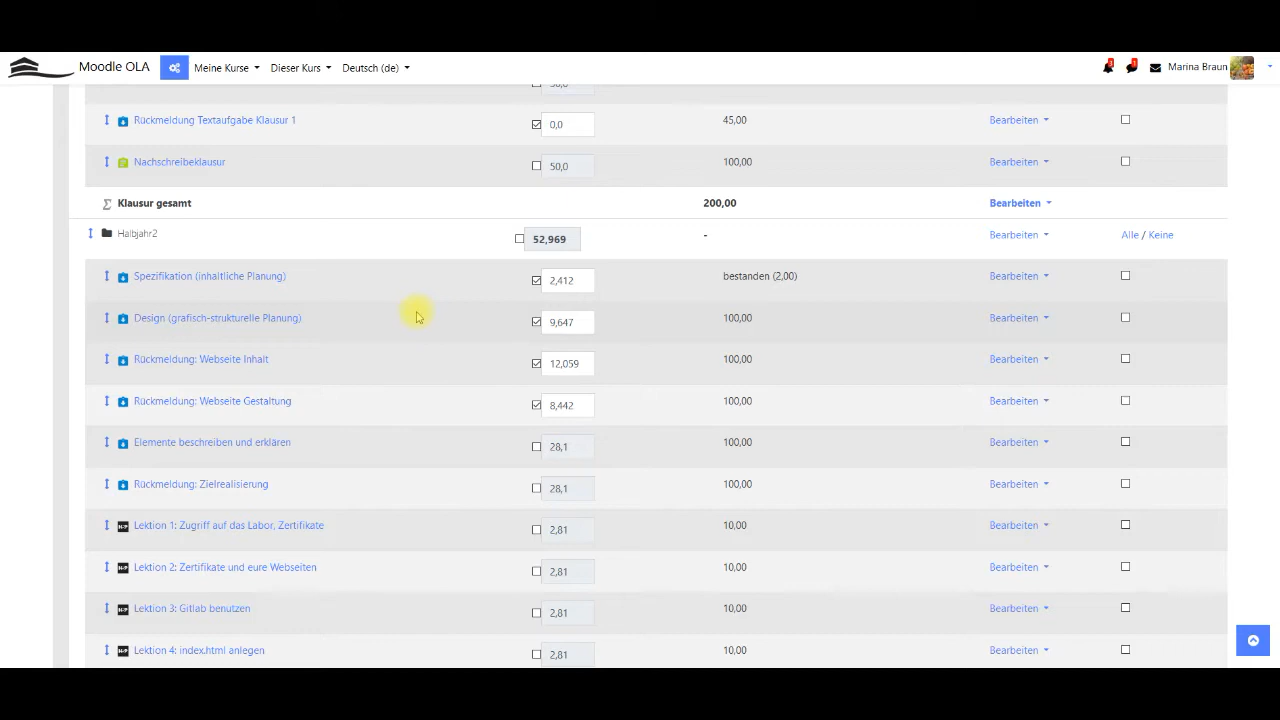 Moodle OLA Meine Kurse Dieser Kurs Deutsch (de) Marina Braun
Rückmeldung Textaufgabe Klausur 1 0,0 45,00 Bearbeiten
Nachschreibeklausur 50,0 100,00 Bearbeiten
Klausur gesamt 200,00 Bearbeiten
Halbjahr2 52,969 - Bearbeiten Alle / Keine
Spezifikation (inhaltliche Planung) 2,412 bestanden (2,00) Bearbeiten
Design (grafisch-strukturelle Planung) 9,647 100,00 Bearbeiten
Rückmeldung: Webseite Inhalt 12,059 100,00 Bearbeiten
Rückmeldung: Webseite Gestaltung 8,442 100,00 Bearbeiten
Elemente beschreiben und erklären 28,1 100,00 Bearbeiten
Rückmeldung: Zielrealisierung 28,1 100,00 Bearbeiten
Lektion 1: Zugriff auf das Labor, Zertifikate 2,81 10,00 Bearbeiten
Lektion 2: Zertifikate und eure Webseiten 2,81 10,00 Bearbeiten
Lektion 3: Gitlab benutzen 2,81 10,00 Bearbeiten
Lektion 4: index.html anlegen 2,81 10,00 Bearbeiten